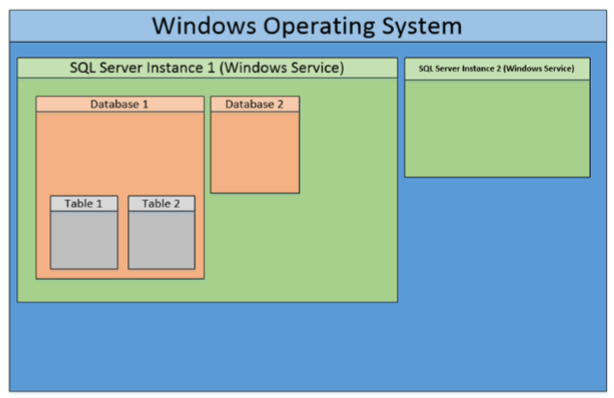 Windows Operating System
SQL Server Instance 1 (Windows Service)
SQL Server Instance 2 (Windows Service)
Database 1
Database 2
Table 1
Table 2